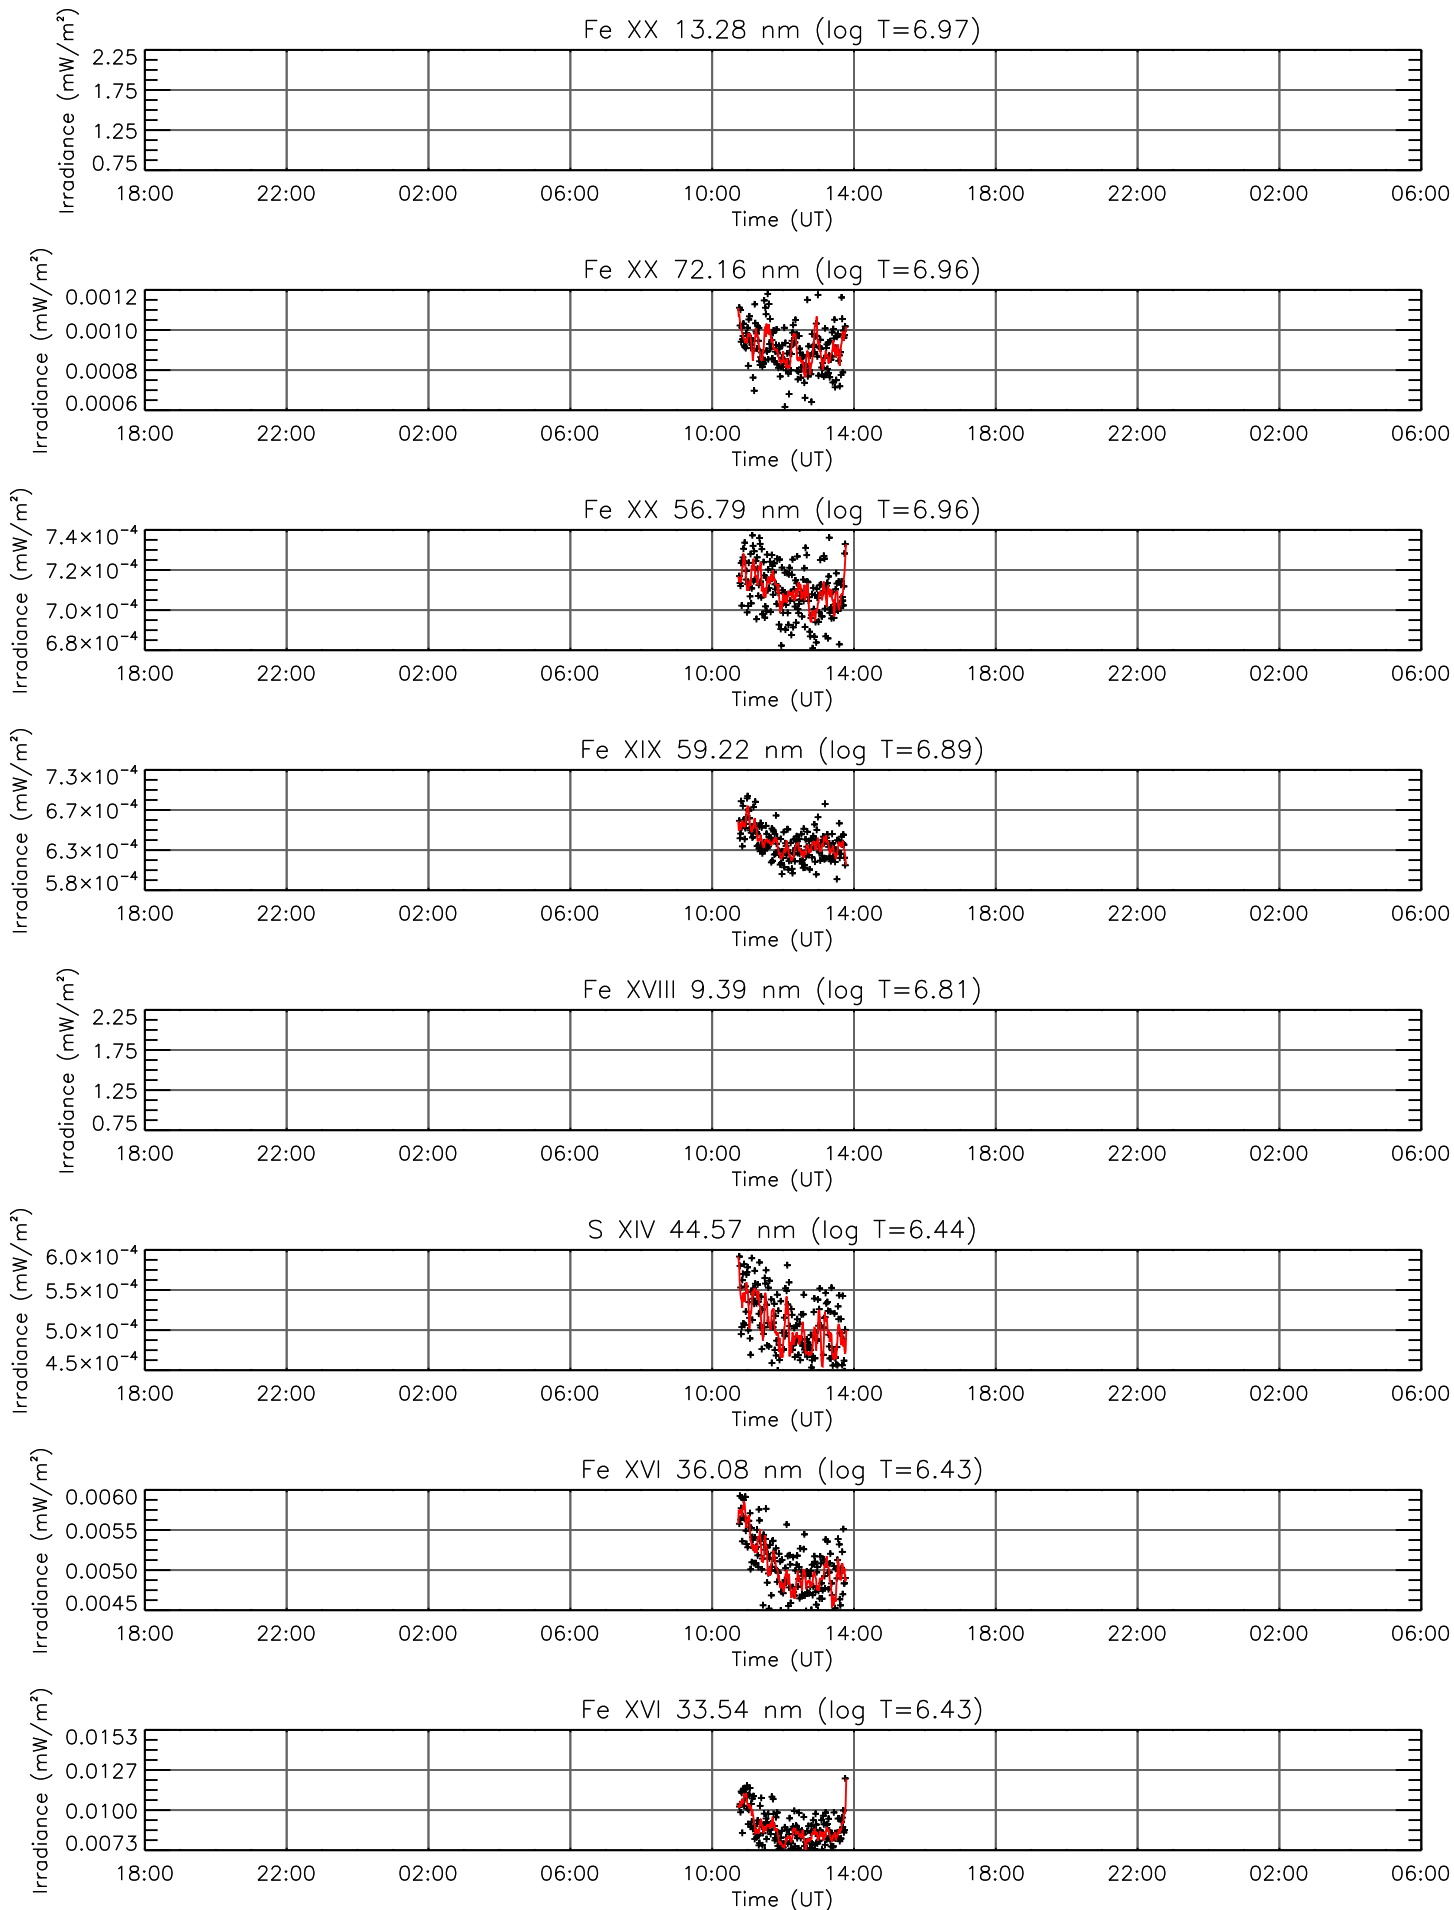 Fe XX 13.28 nm (log T=6.97)
Irradiance (mW/m²)
2.25
1.75
1.25
0.75
18:00 22:00 02:00 06:00 10:00 14:00 18:00 22:00 02:00 06:00
Time (UT)
Fe XX 72.16 nm (log T=6.96)
Irradiance (mW/m²)
0.0012
0.0010
0.0008
0.0006
18:00 22:00 02:00 06:00 10:00 14:00 18:00 22:00 02:00 06:00
Time (UT)
Fe XX 56.79 nm (log T=6.96)
Irradiance (mW/m²)
7.4×10⁻⁴
7.2×10⁻⁴
7.0×10⁻⁴
6.8×10⁻⁴
18:00 22:00 02:00 06:00 10:00 14:00 18:00 22:00 02:00 06:00
Time (UT)
Fe XIX 59.22 nm (log T=6.89)
Irradiance (mW/m²)
7.3×10⁻⁴
6.7×10⁻⁴
6.3×10⁻⁴
5.8×10⁻⁴
18:00 22:00 02:00 06:00 10:00 14:00 18:00 22:00 02:00 06:00
Time (UT)
Fe XVIII 9.39 nm (log T=6.81)
Irradiance (mW/m²)
2.25
1.75
1.25
0.75
18:00 22:00 02:00 06:00 10:00 14:00 18:00 22:00 02:00 06:00
Time (UT)
S XIV 44.57 nm (log T=6.44)
Irradiance (mW/m²)
6.0×10⁻⁴
5.5×10⁻⁴
5.0×10⁻⁴
4.5×10⁻⁴
18:00 22:00 02:00 06:00 10:00 14:00 18:00 22:00 02:00 06:00
Time (UT)
Fe XVI 36.08 nm (log T=6.43)
Irradiance (mW/m²)
0.0060
0.0055
0.0050
0.0045
18:00 22:00 02:00 06:00 10:00 14:00 18:00 22:00 02:00 06:00
Time (UT)
Fe XVI 33.54 nm (log T=6.43)
Irradiance (mW/m²)
0.0153
0.0127
0.0100
0.0073
18:00 22:00 02:00 06:00 10:00 14:00 18:00 22:00 02:00 06:00
Time (UT)